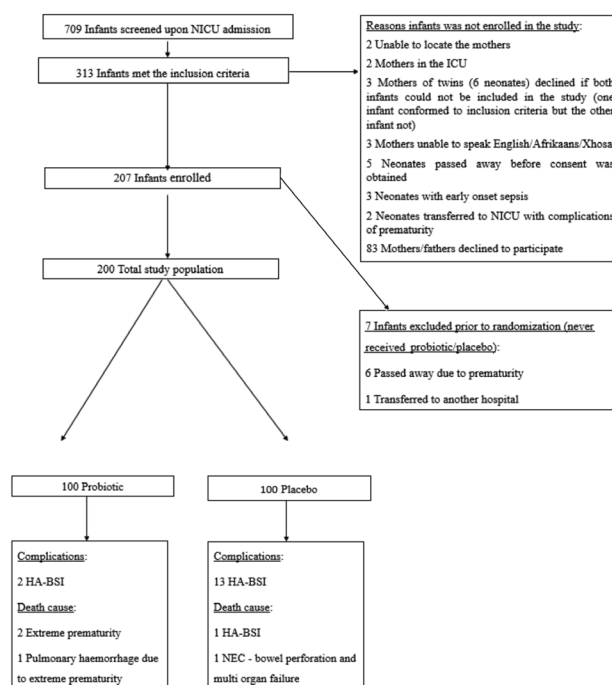 709 Infants screened upon NICU admission
313 Infants met the inclusion criteria
Reasons infants was not enrolled in the study:
2 Unable to locate the mothers
2 Mothers in the ICU
3 Mothers of twins (6 neonates) declined if both
infants could not be included in the study (one
infant conformed to inclusion criteria but the other
infant not)
3 Mothers unable to speak English/Afrikaans/Xhosa
5 Neonates passed away before consent was
obtained
3 Neonates with early onset sepsis
2 Neonates transferred to NICU with complications
of prematurity
83 Mothers/fathers declined to participate
207 Infants enrolled
200 Total study population
7 Infants excluded prior to randomization (never
received probiotic/placebo):
6 Passed away due to prematurity
1 Transferred to another hospital
100 Probiotic
Complications:
2 HA-BSI
Death cause:
2 Extreme prematurity
1 Pulmonary haemorrhage due
to extreme prematurity
100 Placebo
Complications:
13 HA-BSI
Death cause:
1 HA-BSI
1 NEC - bowel perforation and
multi organ failure